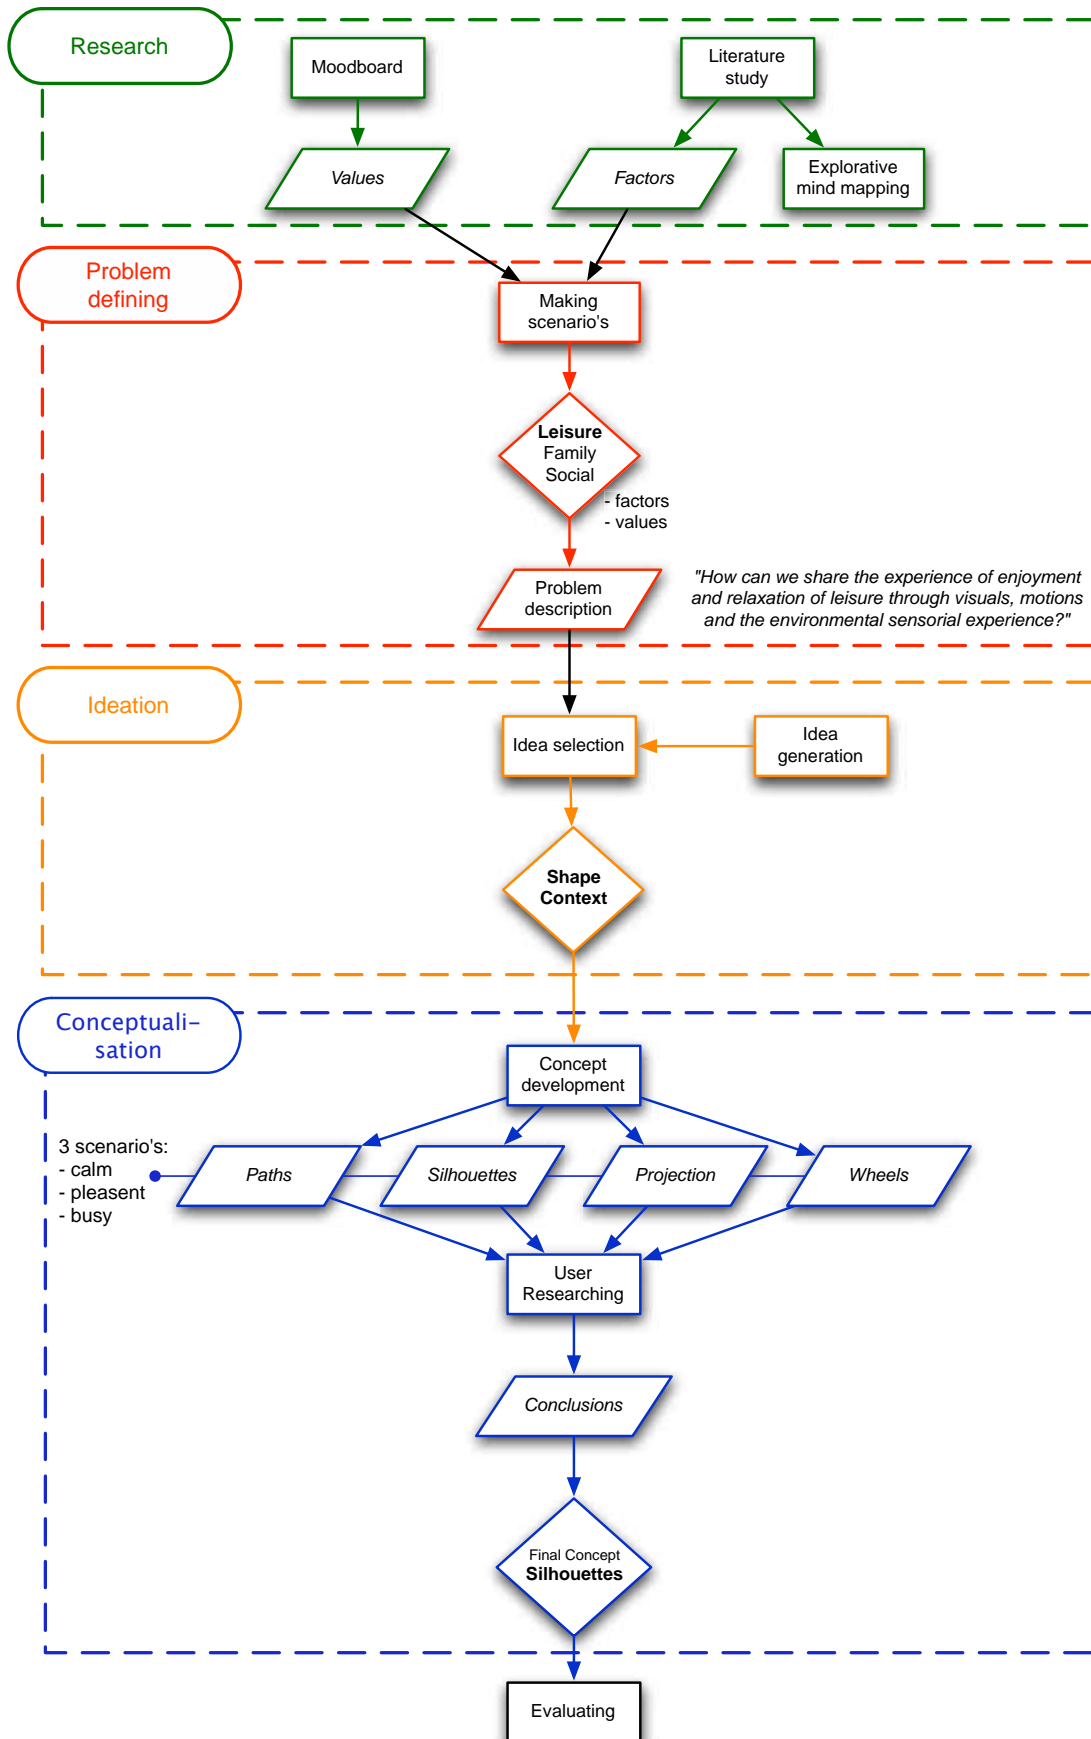 Research
Moodboard
Literature
study
Values
Factors
Explorative
mind mapping
Problem
defining
Making
scenario's
Leisure
Family
Social
- factors
- values
Problem
description
"How can we share the experience of enjoyment
and relaxation of leisure through visuals, motions
and the environmental sensorial experience?"
Ideation
Idea selection
Idea
generation
Shape
Context
Conceptuali-
sation
Concept
development
3 scenario's:
- calm
- pleasent
- busy
Paths
Silhouettes
Projection
Wheels
User
Researching
Conclusions
Final Concept
Silhouettes
Evaluating